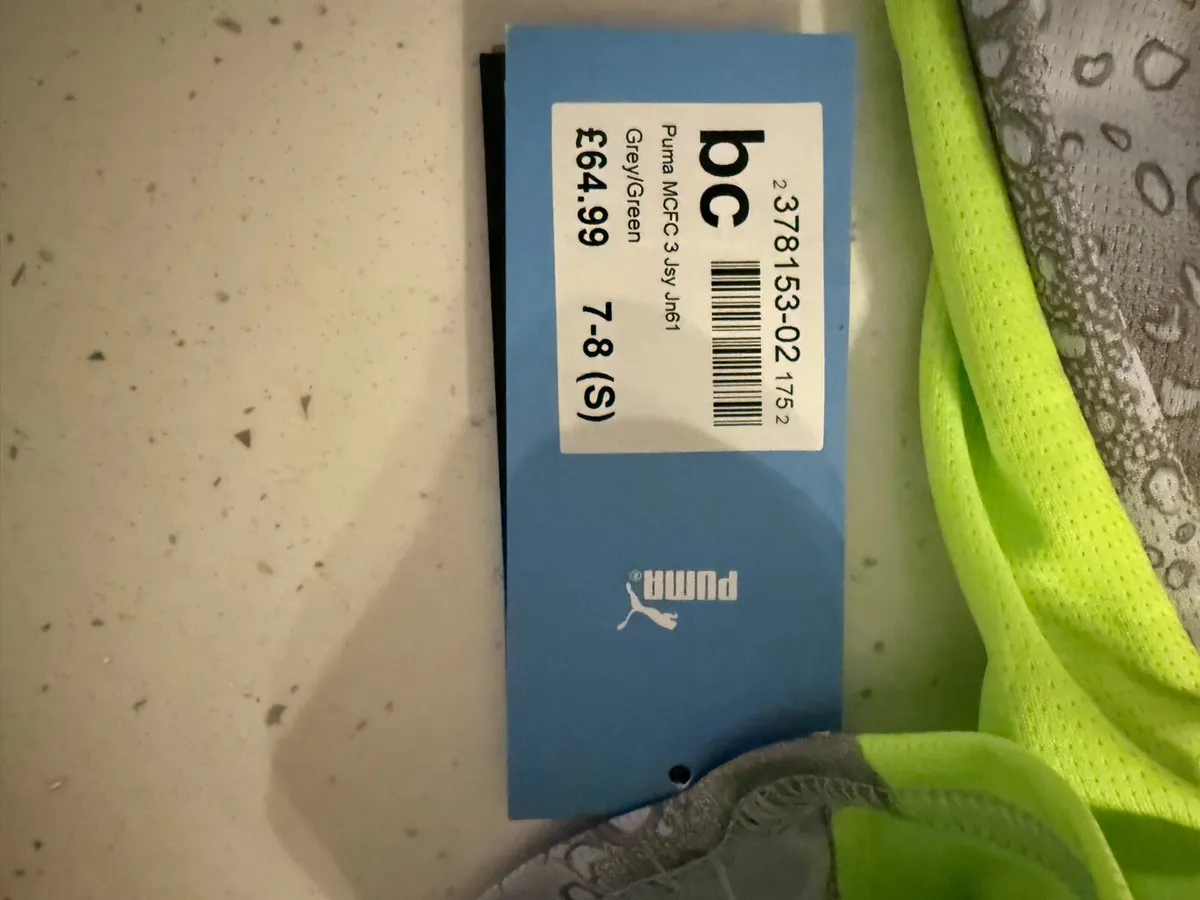 2 378153-02 175 2
bc
Puma MCFC 3 Jsy Jn61
Grey/Green
£64.99 7-8 (S)
PUMA®